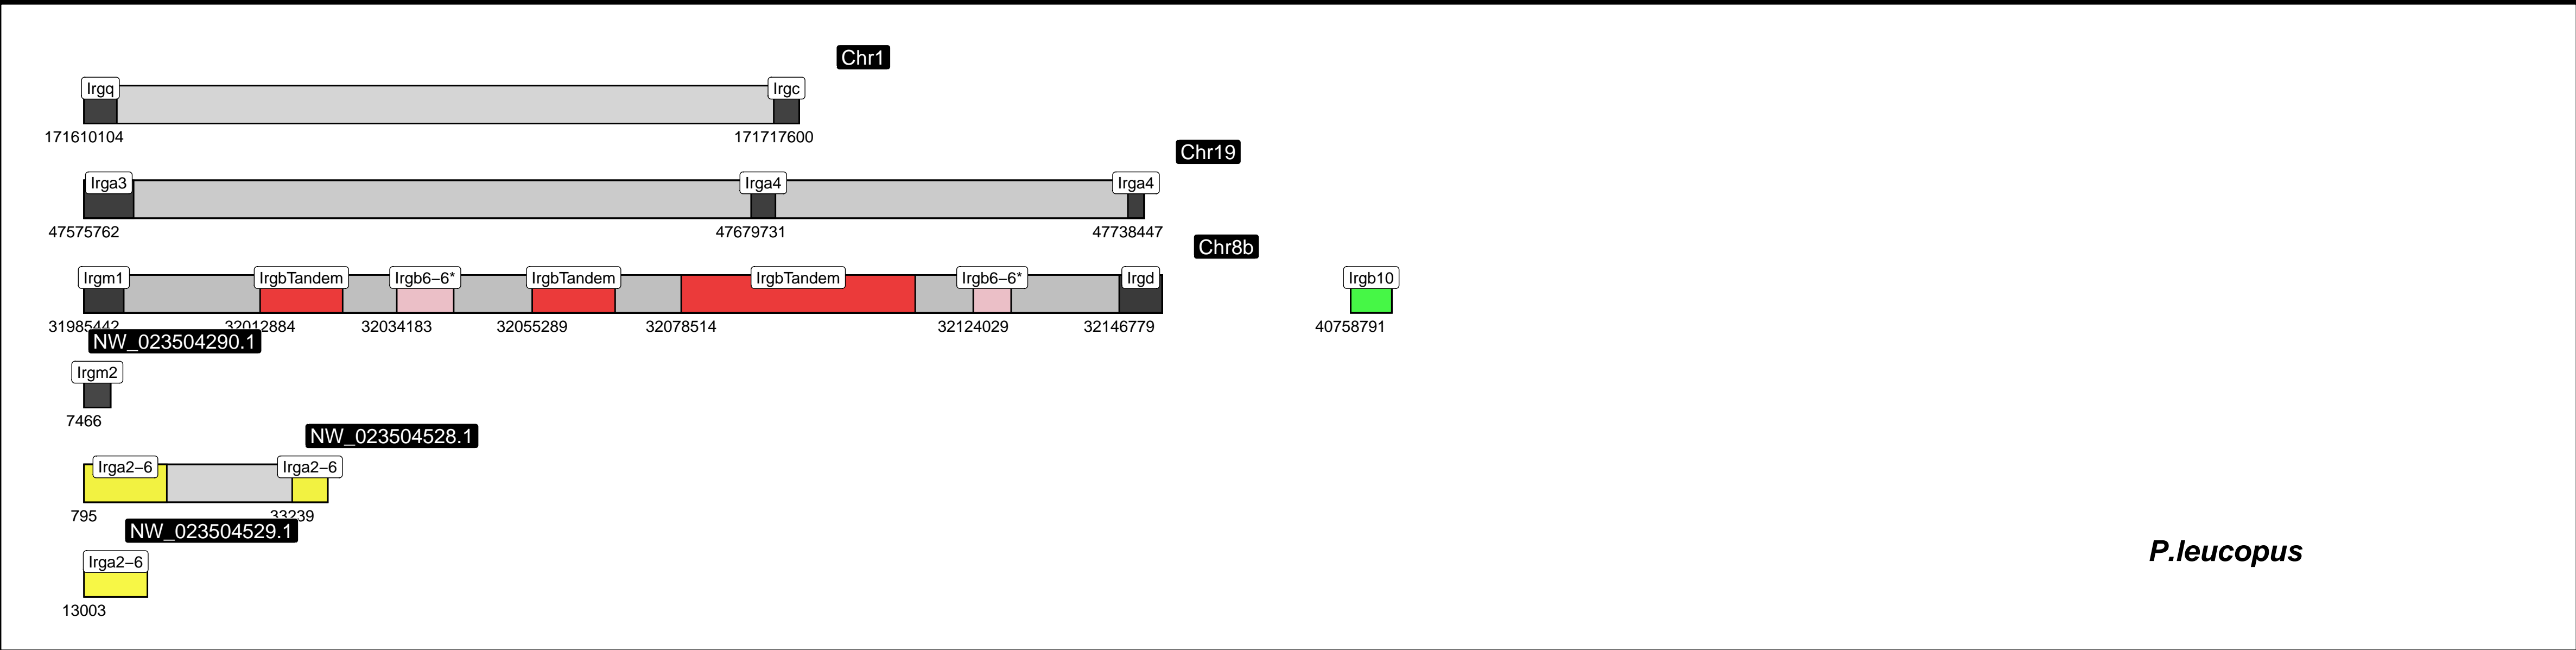 Chr1
Irgq Irgc
171610104 171717600
Chr19
Irga3 Irga4 Irga4
47575762 47679731 47738447
Chr8b
Irgm1 IrgbTandem Irgb6−6* IrgbTandem IrgbTandem Irgb6−6* Irgd Irgb10
31985442 32012884 32034183 32055289 32078514 32124029 32146779 40758791
NW_023504290.1
Irgm2
7466
NW_023504528.1
Irga2−6 Irga2−6
795 33239
NW_023504529.1
Irga2−6
13003
P.leucopus